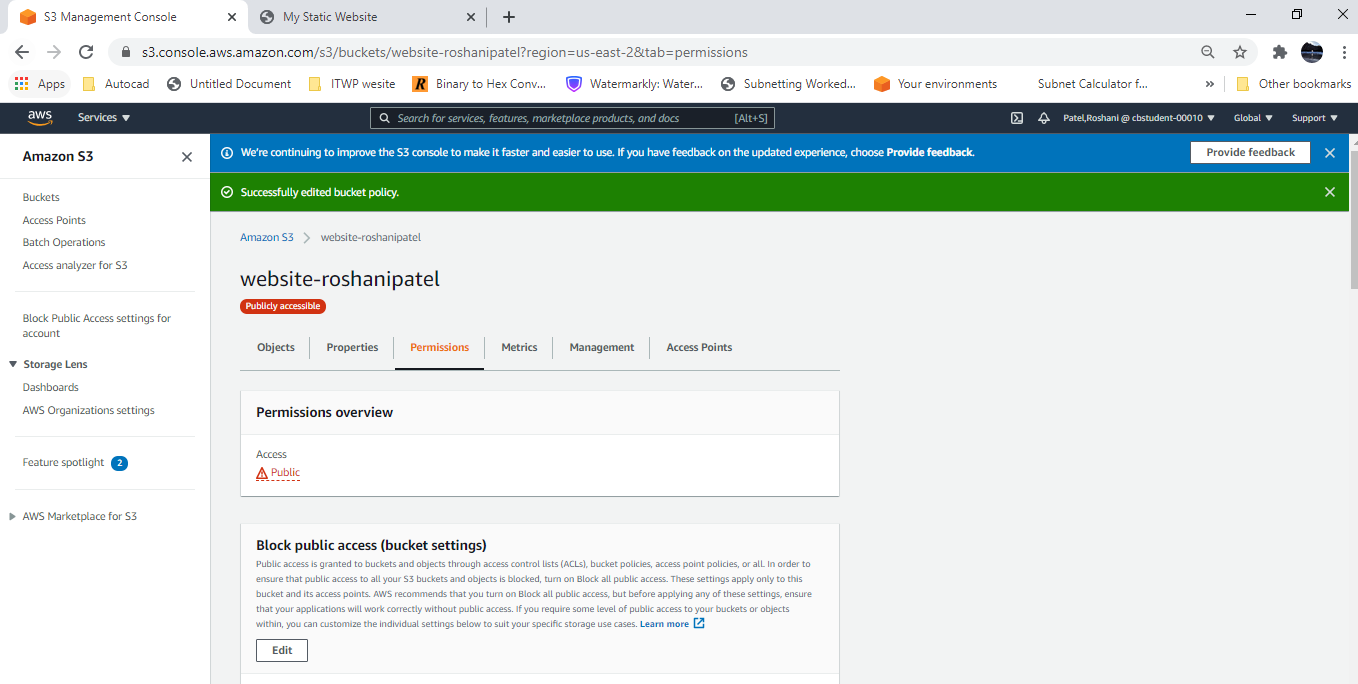 S3 Management Console
My Static Website
s3.console.aws.amazon.com/s3/buckets/website-roshanipatel?region=us-east-2&tab=permissions
Apps Autocad Untitled Document ITWP wesite Binary to Hex Conv... Watermarkly: Water... Subnetting Worked... Your environments Subnet Calculator f... » Other bookmarks
aws Services Search for services, features, marketplace products, and docs [Alt+S] Patel,Roshani @ cbstudent-00010 Global Support
Amazon S3
Buckets
Access Points
Batch Operations
Access analyzer for S3
Block Public Access settings for
account
Storage Lens
Dashboards
AWS Organizations settings
Feature spotlight 2
AWS Marketplace for S3
We're continuing to improve the S3 console to make it faster and easier to use. If you have feedback on the updated experience, choose Provide feedback.
Provide feedback
Successfully edited bucket policy.
Amazon S3 website-roshanipatel
website-roshanipatel
Publicly accessible
Objects Properties Permissions Metrics Management Access Points
Permissions overview
Access
Public
Block public access (bucket settings)
Public access is granted to buckets and objects through access control lists (ACLs), bucket policies, access point policies, or all. In order to
ensure that public access to all your S3 buckets and objects is blocked, turn on Block all public access. These settings apply only to this
bucket and its access points. AWS recommends that you turn on Block all public access, but before applying any of these settings, ensure
that your applications will work correctly without public access. If you require some level of public access to your buckets or objects
within, you can customize the individual settings below to suit your specific storage use cases. Learn more
Edit